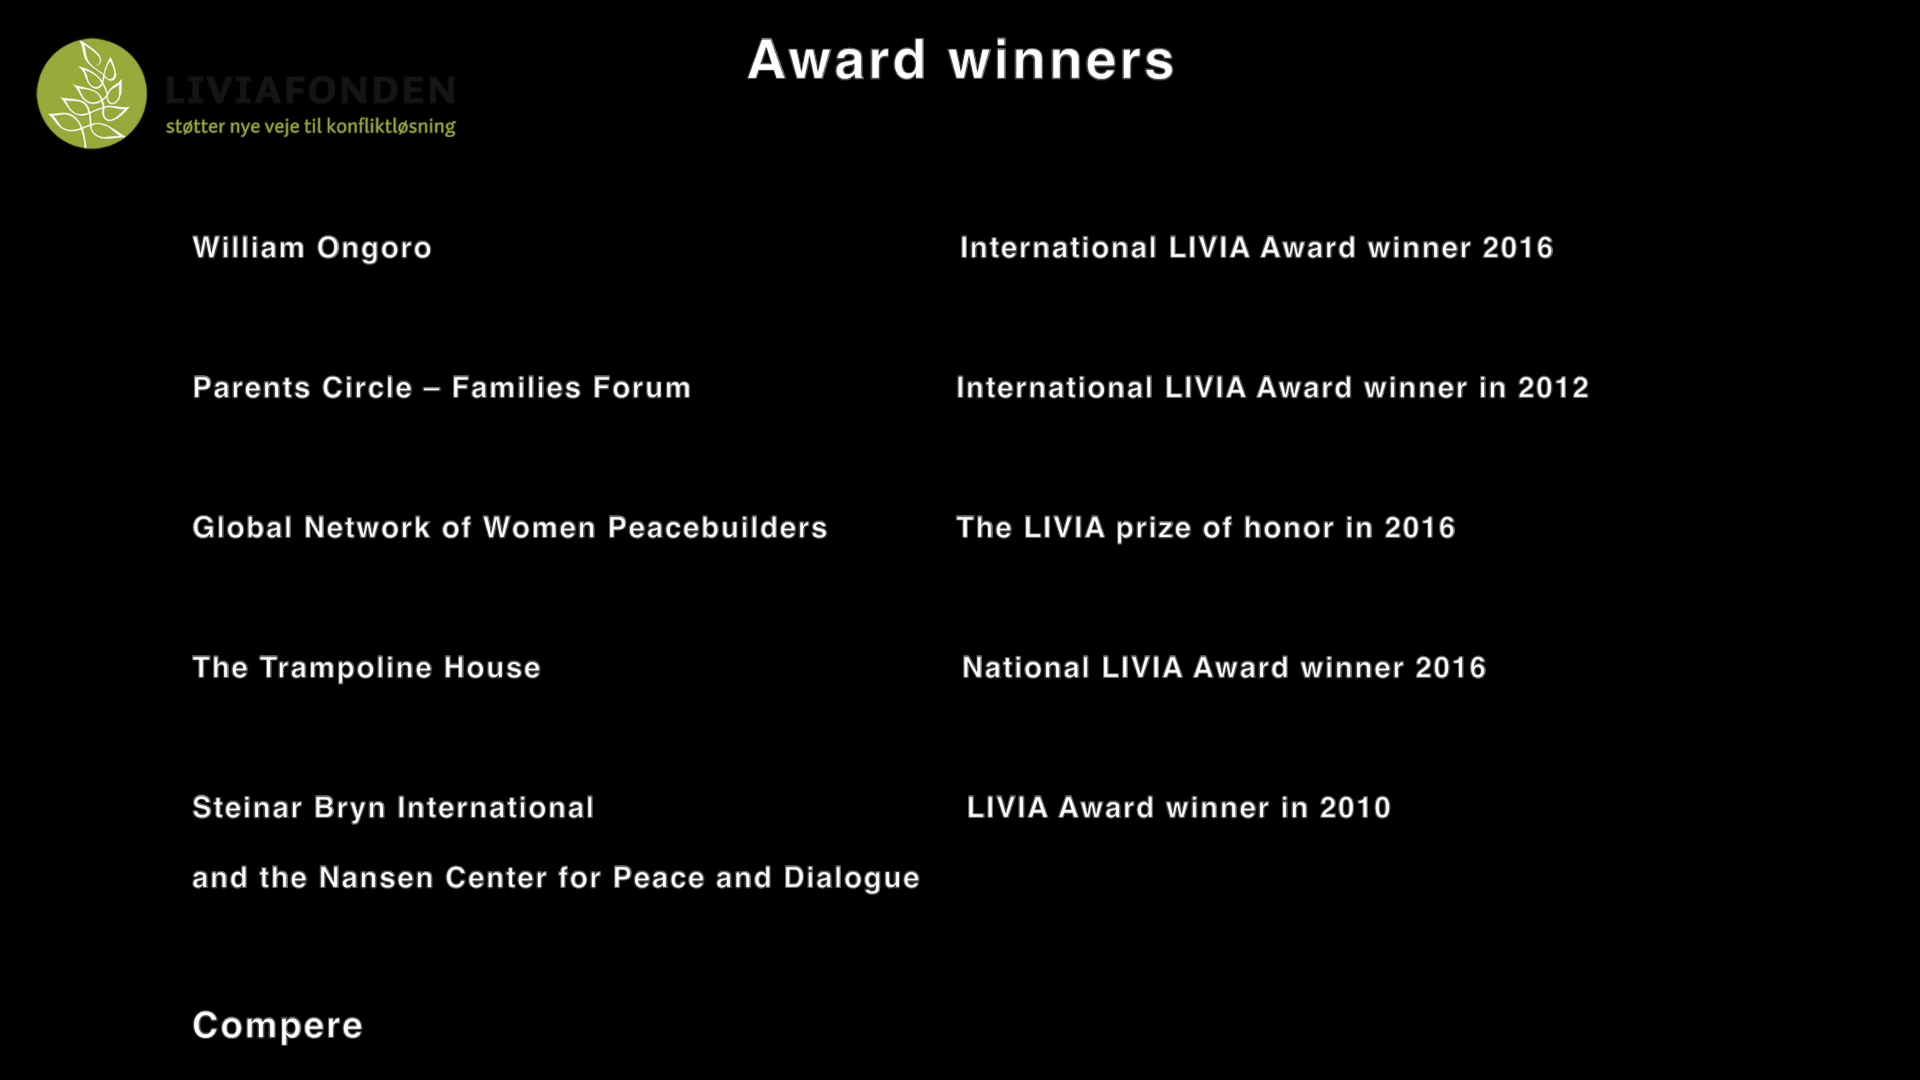 Award winners
LIVIAFONDEN
støtter nye veje til konfliktløsning
William Ongoro International LIVIA Award winner 2016
Parents Circle – Families Forum International LIVIA Award winner in 2012
Global Network of Women Peacebuilders The LIVIA prize of honor in 2016
The Trampoline House National LIVIA Award winner 2016
Steinar Bryn International LIVIA Award winner in 2010
and the Nansen Center for Peace and Dialogue
Compere